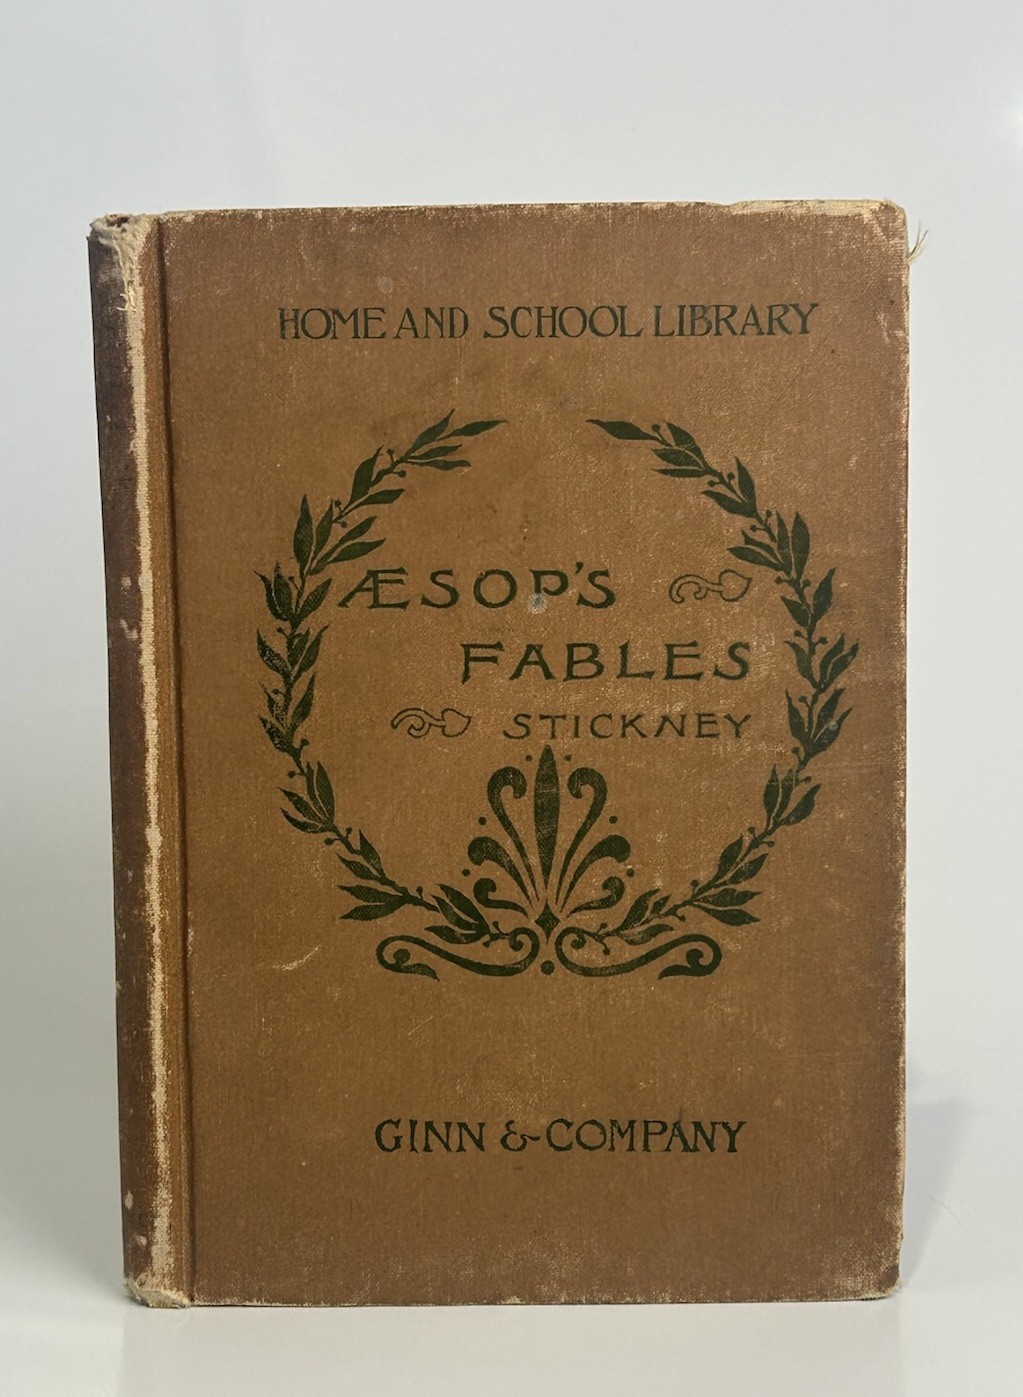 HOME AND SCHOOL LIBRARY
ÆSOP'S
FABLES
STICKNEY
GINN & COMPANY